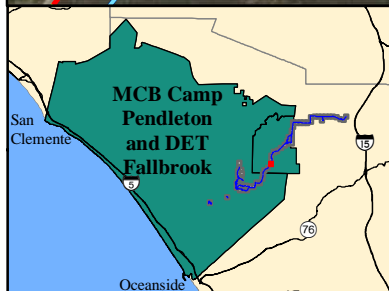 MCB Camp
Pendleton
and DET
Fallbrook
San
Clemente
15
5
76
Oceanside